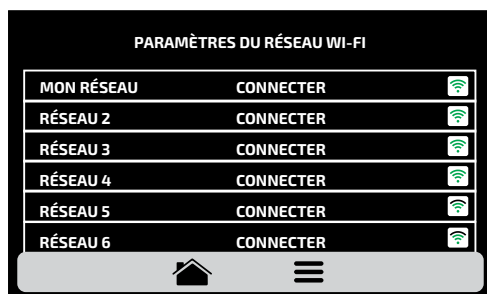 PARAMÈTRES DU RÉSEAU WI-FI
MON RÉSEAU CONNECTER
RÉSEAU 2 CONNECTER
RÉSEAU 3 CONNECTER
RÉSEAU 4 CONNECTER
RÉSEAU 5 CONNECTER
RÉSEAU 6 CONNECTER